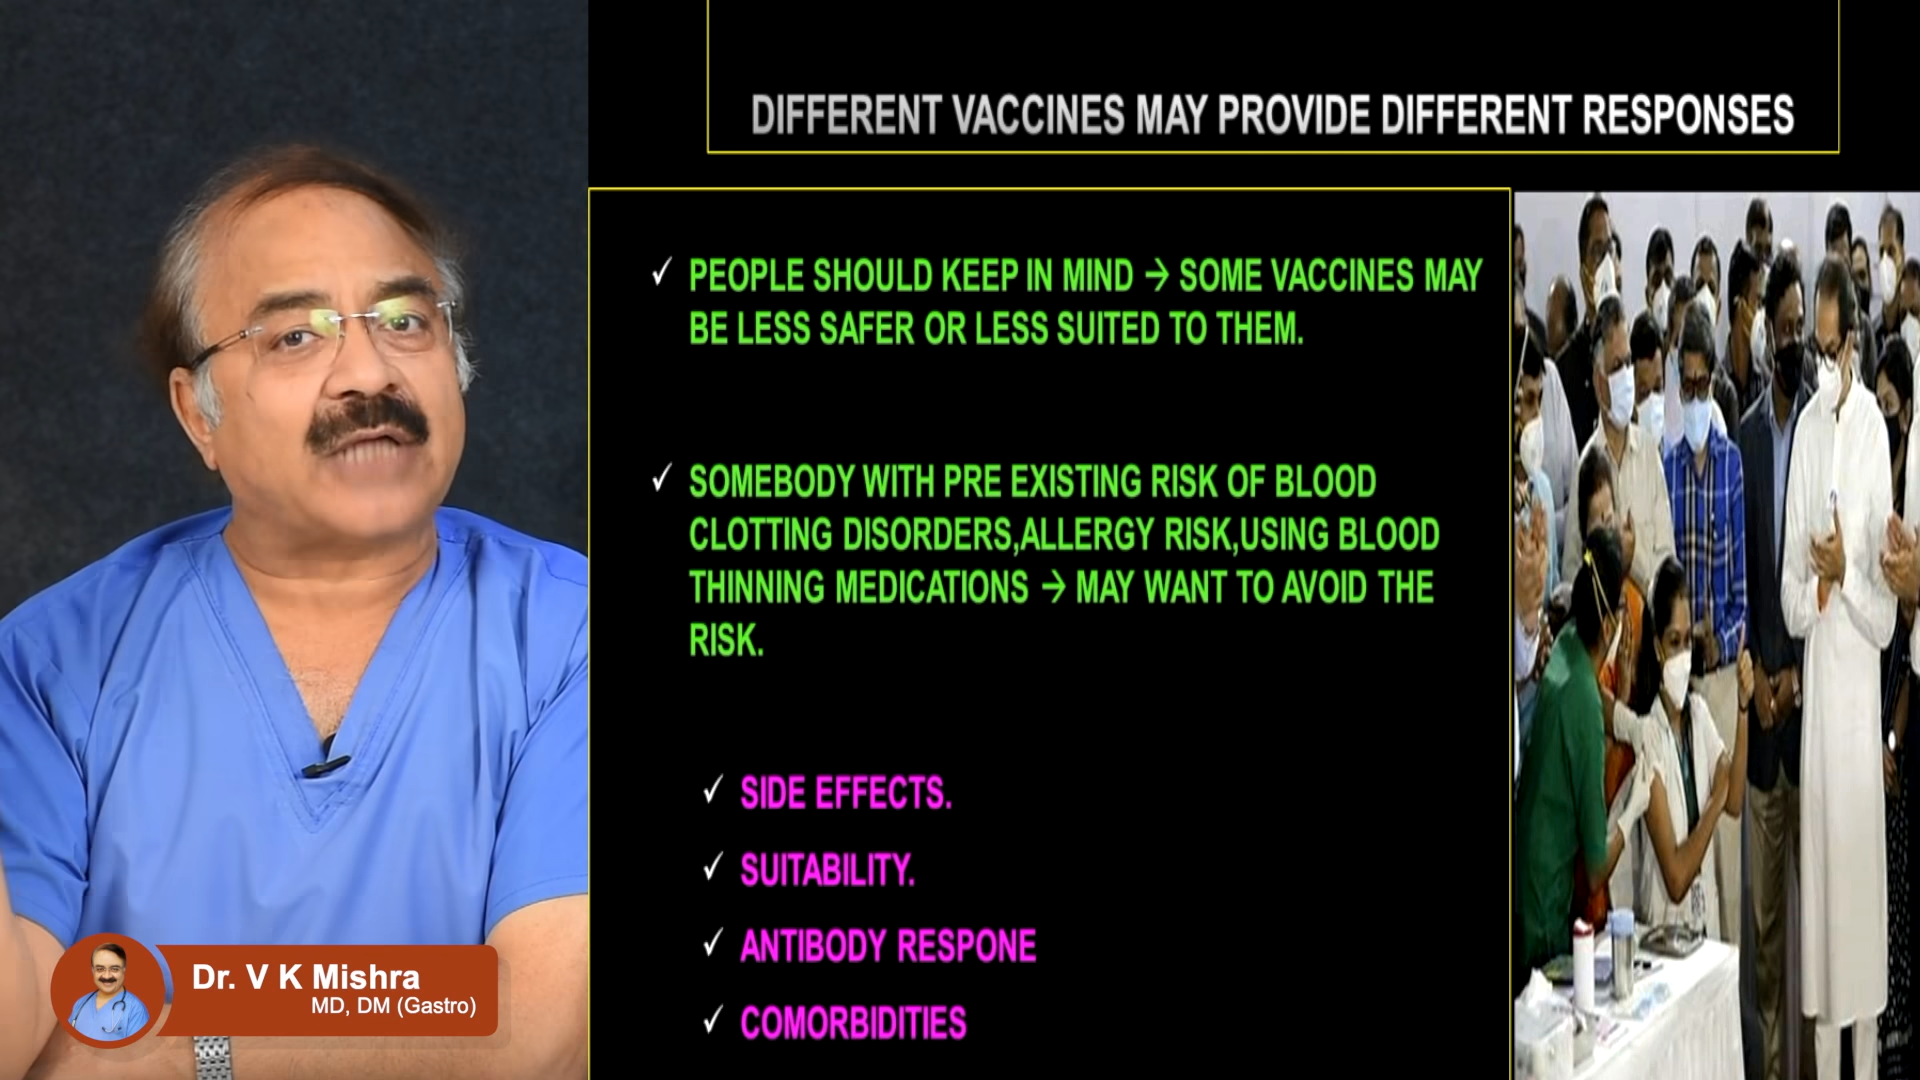 DIFFERENT VACCINES MAY PROVIDE DIFFERENT RESPONSES
✓ PEOPLE SHOULD KEEP IN MIND → SOME VACCINES MAY
BE LESS SAFER OR LESS SUITED TO THEM.
✓ SOMEBODY WITH PRE EXISTING RISK OF BLOOD
CLOTTING DISORDERS,ALLERGY RISK,USING BLOOD
THINNING MEDICATIONS → MAY WANT TO AVOID THE
RISK.
✓ SIDE EFFECTS.
✓ SUITABILITY.
✓ ANTIBODY RESPONE
✓ COMORBIDITIES
Dr. V K Mishra
MD, DM (Gastro)